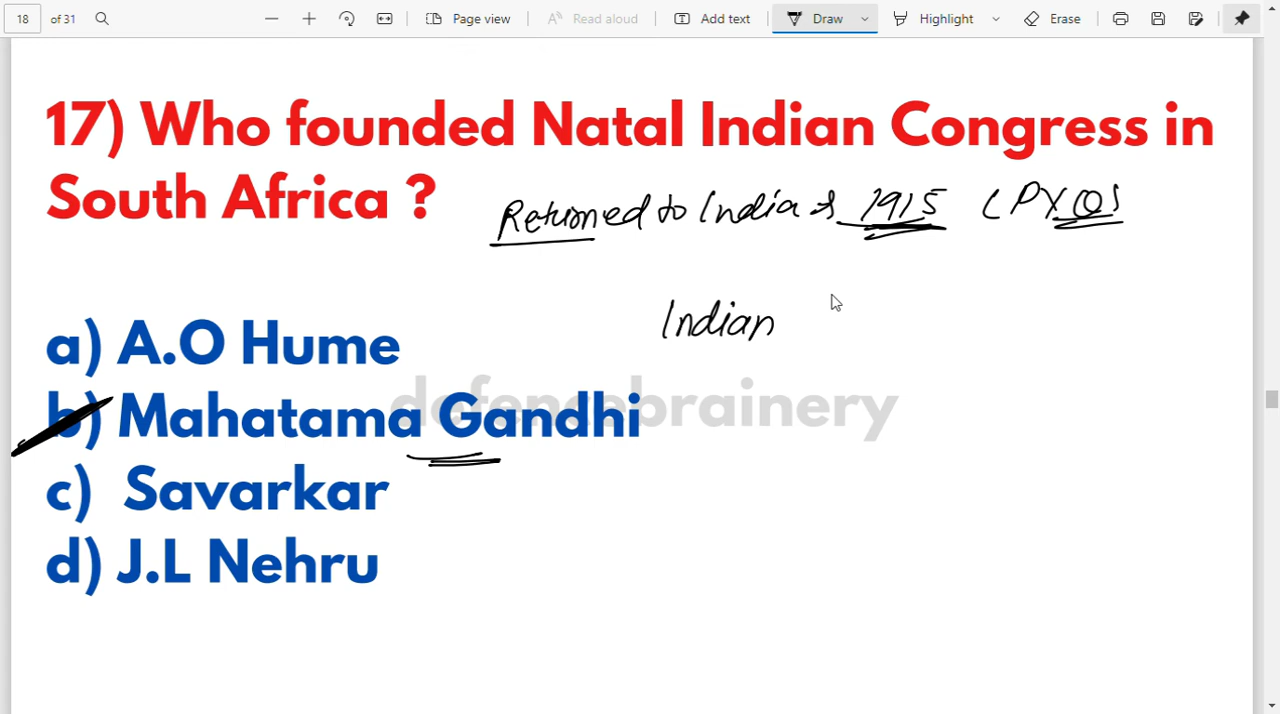 18 of 31 Page view Read aloud Add text Draw Highlight Erase
17) Who founded Natal Indian Congress in
South Africa ?
Returned to India → 1915 (PYQ)
Indian
a) A.O Hume
b) Mahatama Gandhi
defencebrainery
c) Savarkar
d) J.L Nehru